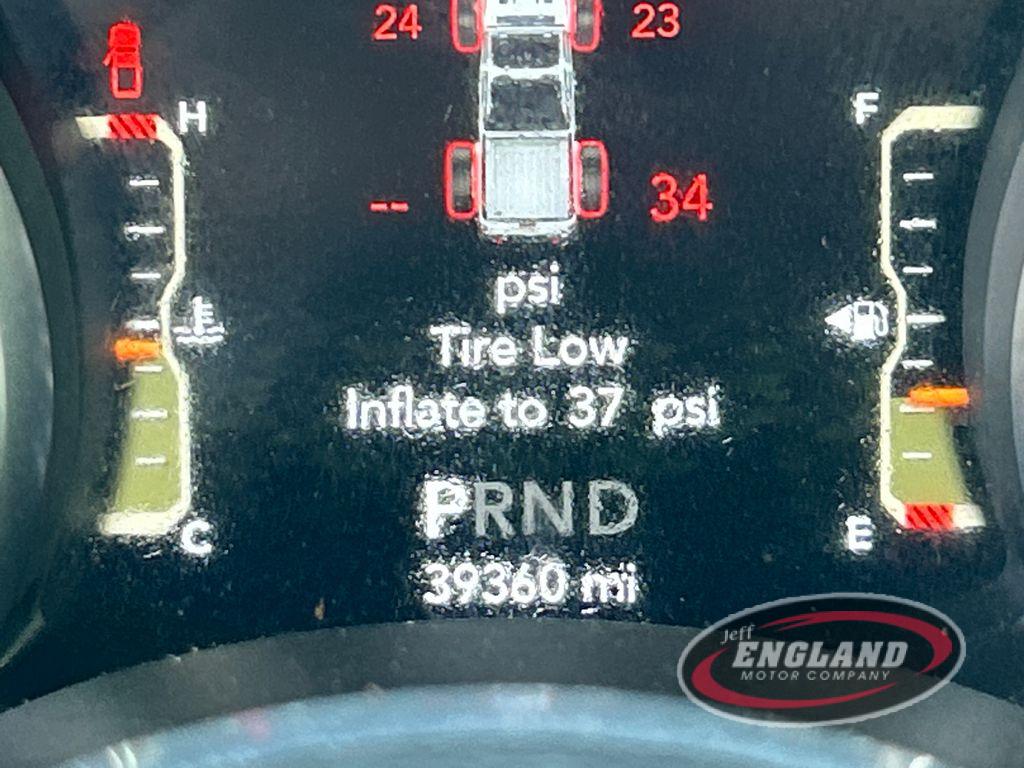 24 23
H F
-- 34
psi
Tire Low
Inflate to 37 psi
PRND
C E
39360 mi
Jeff
ENGLAND
MOTOR COMPANY